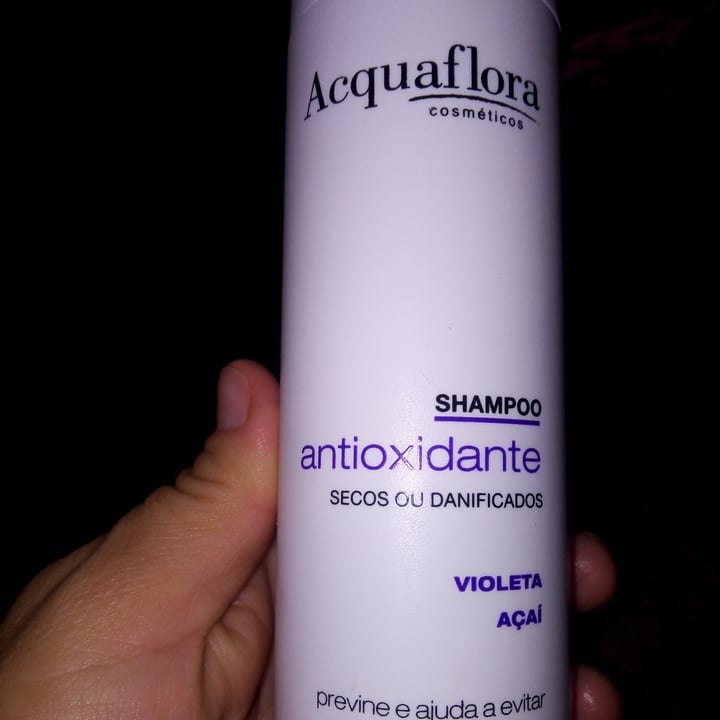 Acquaflora
cosméticos
SHAMPOO
antioxidante
SECOS OU DANIFICADOS
VIOLETA
AÇAÍ
previne e ajuda a evitar